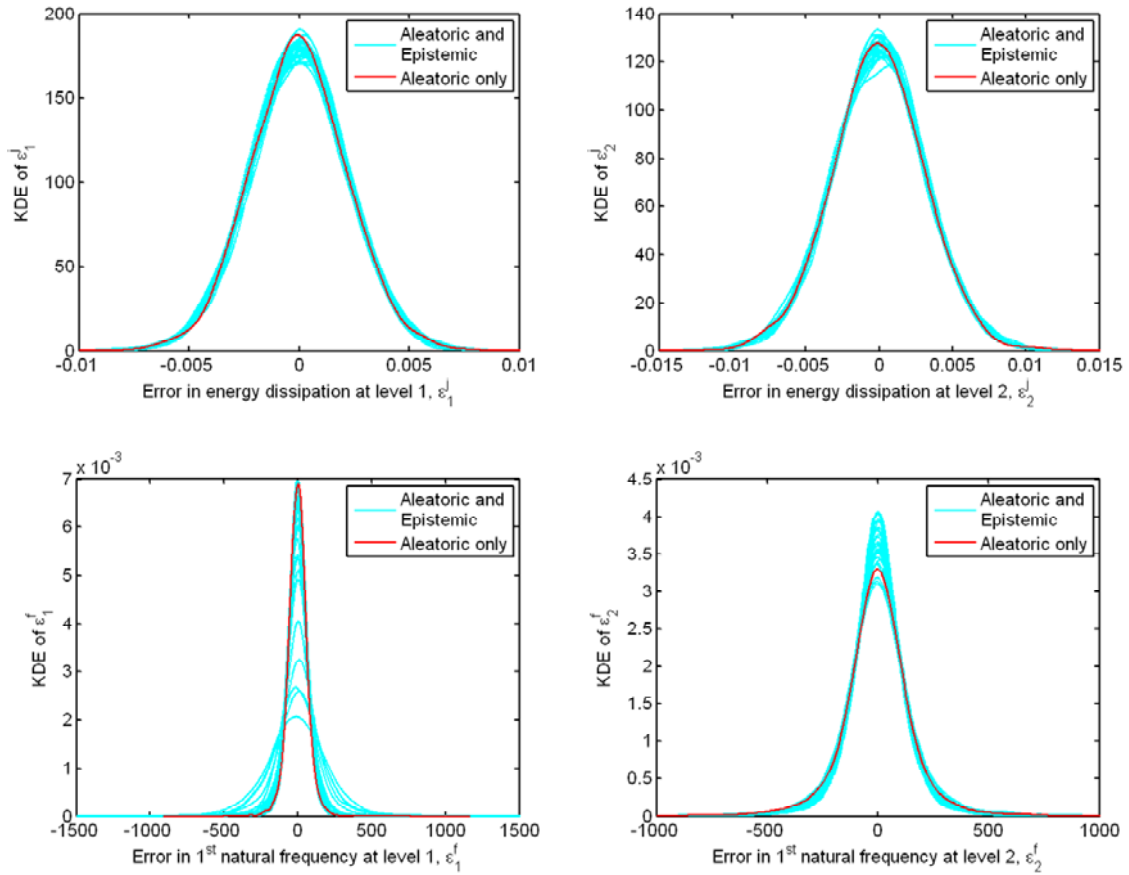 200
150
100
50
0
-0.01
-0.005
0
0.005
0.01
KDE of ε₁ʲ
Error in energy dissipation at level 1, ε₁ʲ
Aleatoric and
Epistemic
Aleatoric only
140
120
100
80
60
40
20
0
-0.015
-0.01
-0.005
0
0.005
0.01
0.015
KDE of ε₂ʲ
Error in energy dissipation at level 2, ε₂ʲ
Aleatoric and
Epistemic
Aleatoric only
x 10⁻³
7
6
5
4
3
2
1
0
-1500
-1000
-500
0
500
1000
1500
KDE of ε₁ᶠ
Error in 1ˢᵗ natural frequency at level 1, ε₁ᶠ
Aleatoric and
Epistemic
Aleatoric only
x 10⁻³
4.5
4
3.5
3
2.5
2
1.5
1
0.5
0
-1000
-500
0
500
1000
KDE of ε₂ᶠ
Error in 1ˢᵗ natural frequency at level 2, ε₂ᶠ
Aleatoric and
Epistemic
Aleatoric only